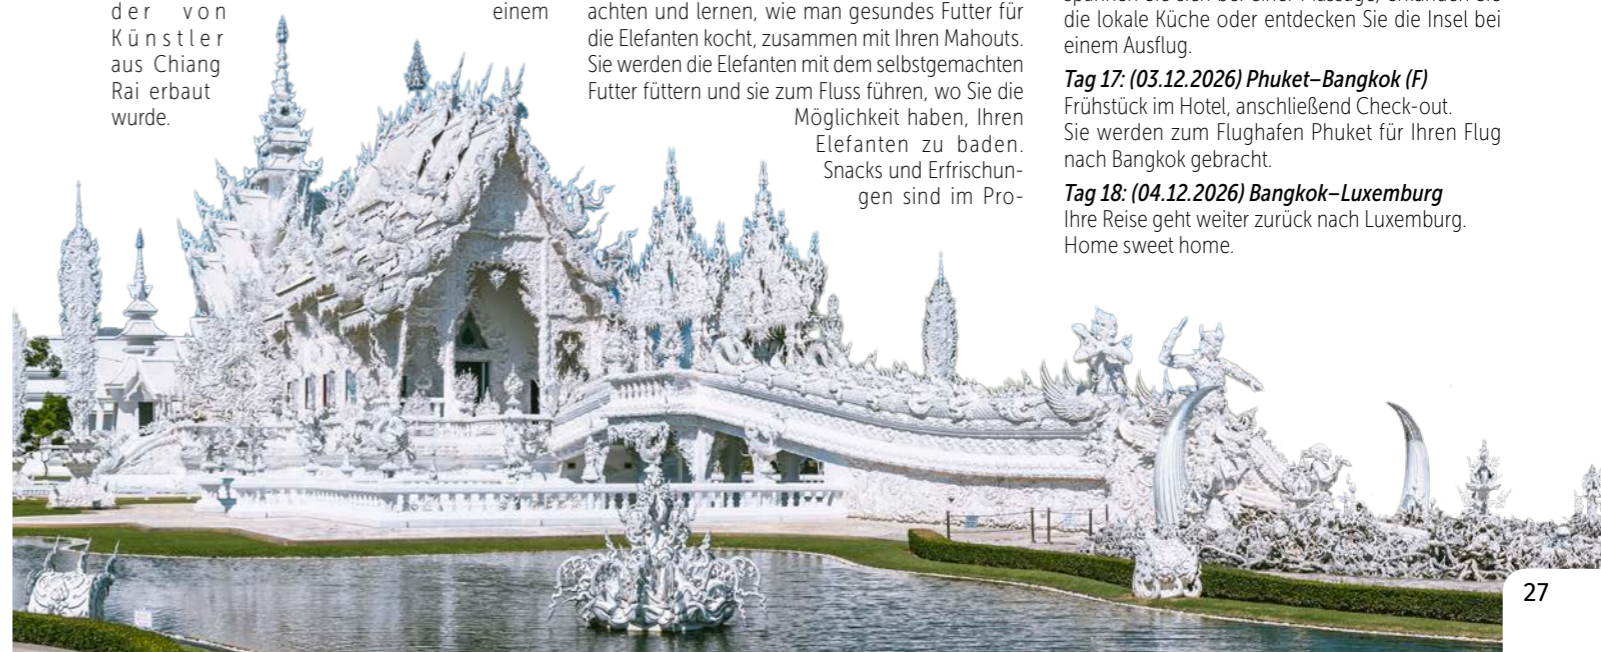 der von
Künstler
aus Chiang
Rai erbaut
wurde.
einem
achten und lernen, wie man gesundes Futter für
die Elefanten kocht, zusammen mit Ihren Mahouts.
Sie werden die Elefanten mit dem selbstgemachten
Futter füttern und sie zum Fluss führen, wo Sie die
Möglichkeit haben, Ihren
Elefanten zu baden.
Snacks und Erfrischun-
gen sind im Pro-
die lokale Küche oder entdecken Sie die Insel bei
einem Ausflug.
Tag 17: (03.12.2026) Phuket–Bangkok (F)
Frühstück im Hotel, anschließend Check-out.
Sie werden zum Flughafen Phuket für Ihren Flug
nach Bangkok gebracht.
Tag 18: (04.12.2026) Bangkok–Luxemburg
Ihre Reise geht weiter zurück nach Luxemburg.
Home sweet home.
27